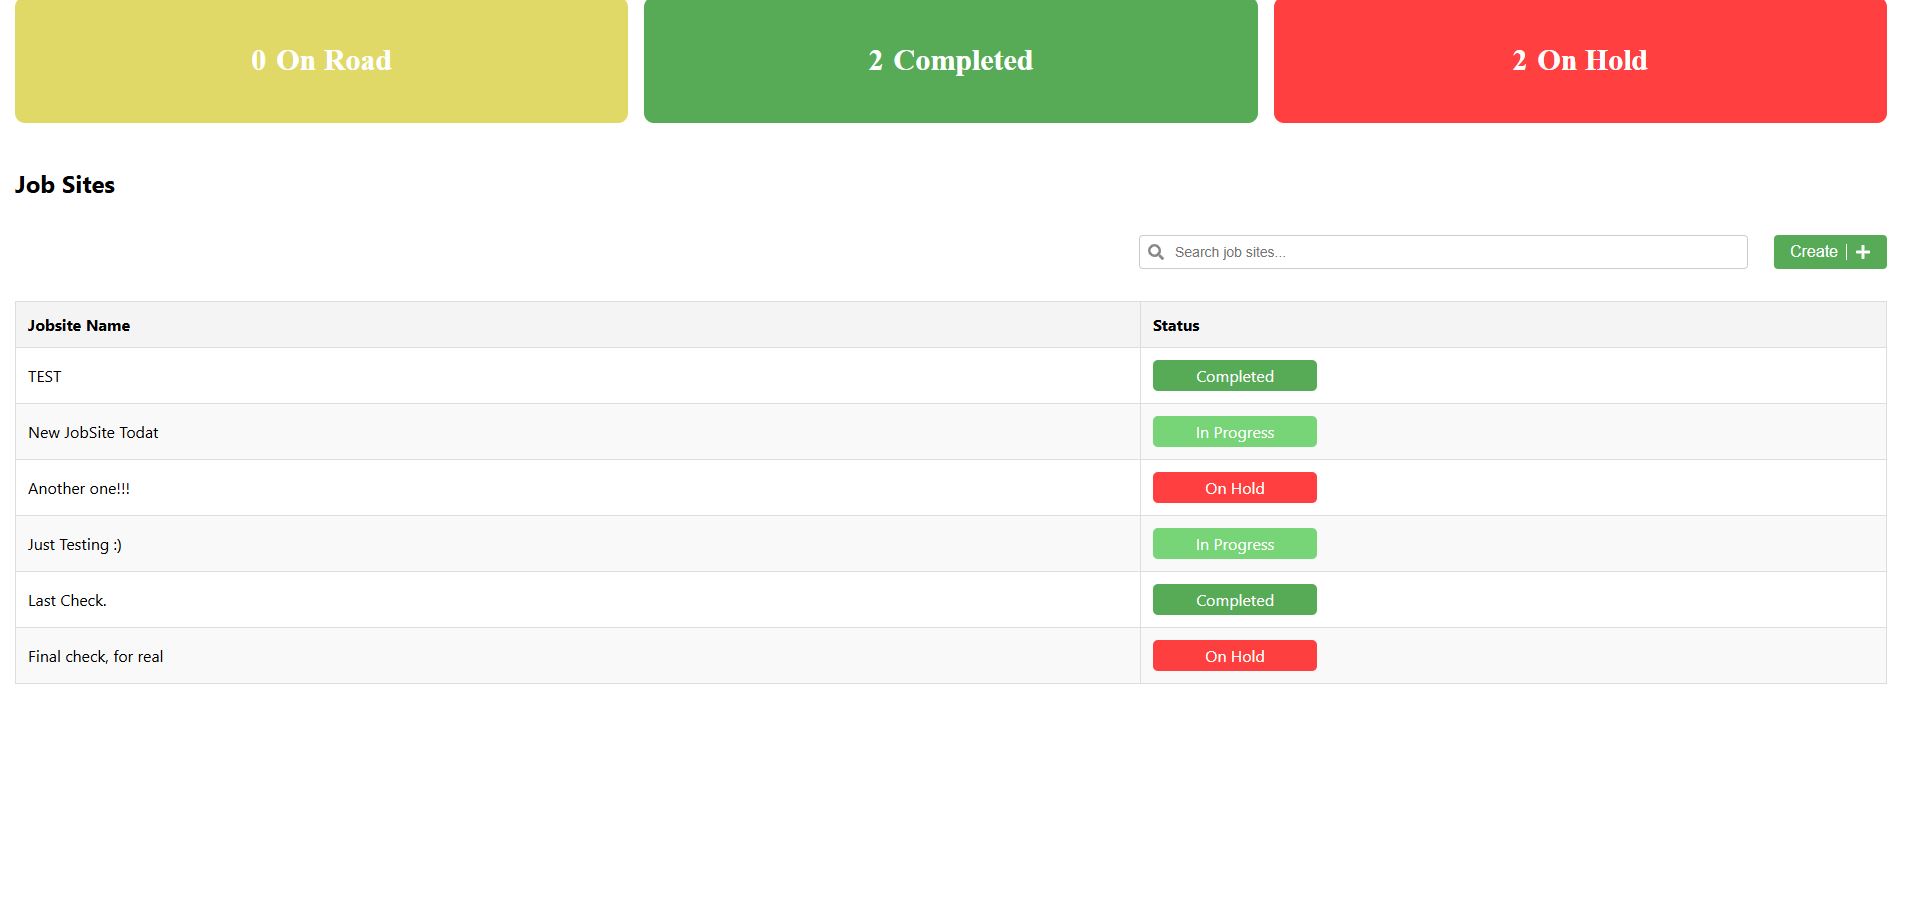 0 On Road
2 Completed
2 On Hold
Job Sites
Search job sites...
Create | +
Jobsite Name
Status
TEST
Completed
New JobSite Todat
In Progress
Another one!!!
On Hold
Just Testing :)
In Progress
Last Check.
Completed
Final check, for real
On Hold